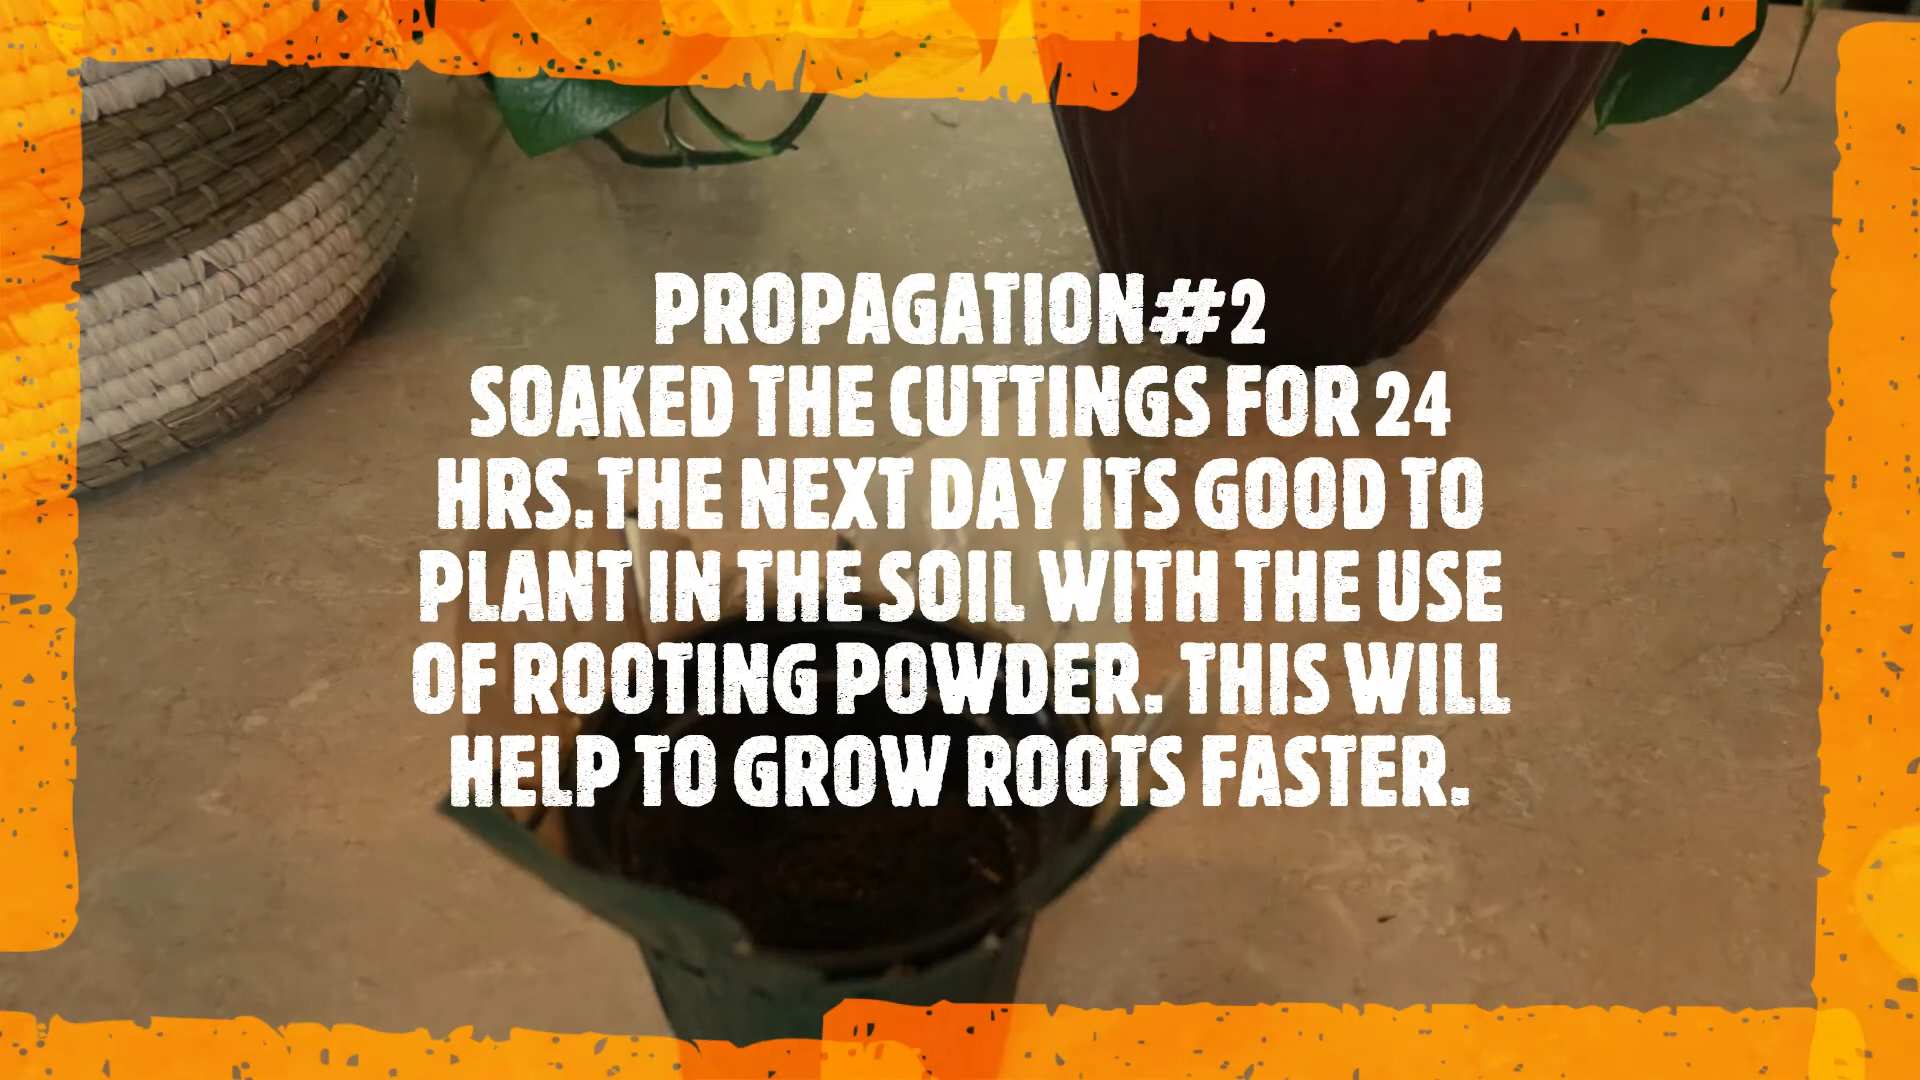 PROPAGATION#2
SOAKED THE CUTTINGS FOR 24
HRS.THE NEXT DAY ITS GOOD TO
PLANT IN THE SOIL WITH THE USE
OF ROOTING POWDER. THIS WILL
HELP TO GROW ROOTS FASTER.